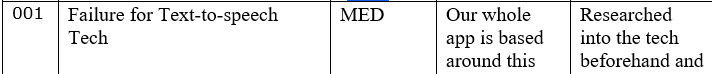 001 Failure for Text-to-speech MED Our whole Researched
Tech app is based into the tech
around this beforehand and